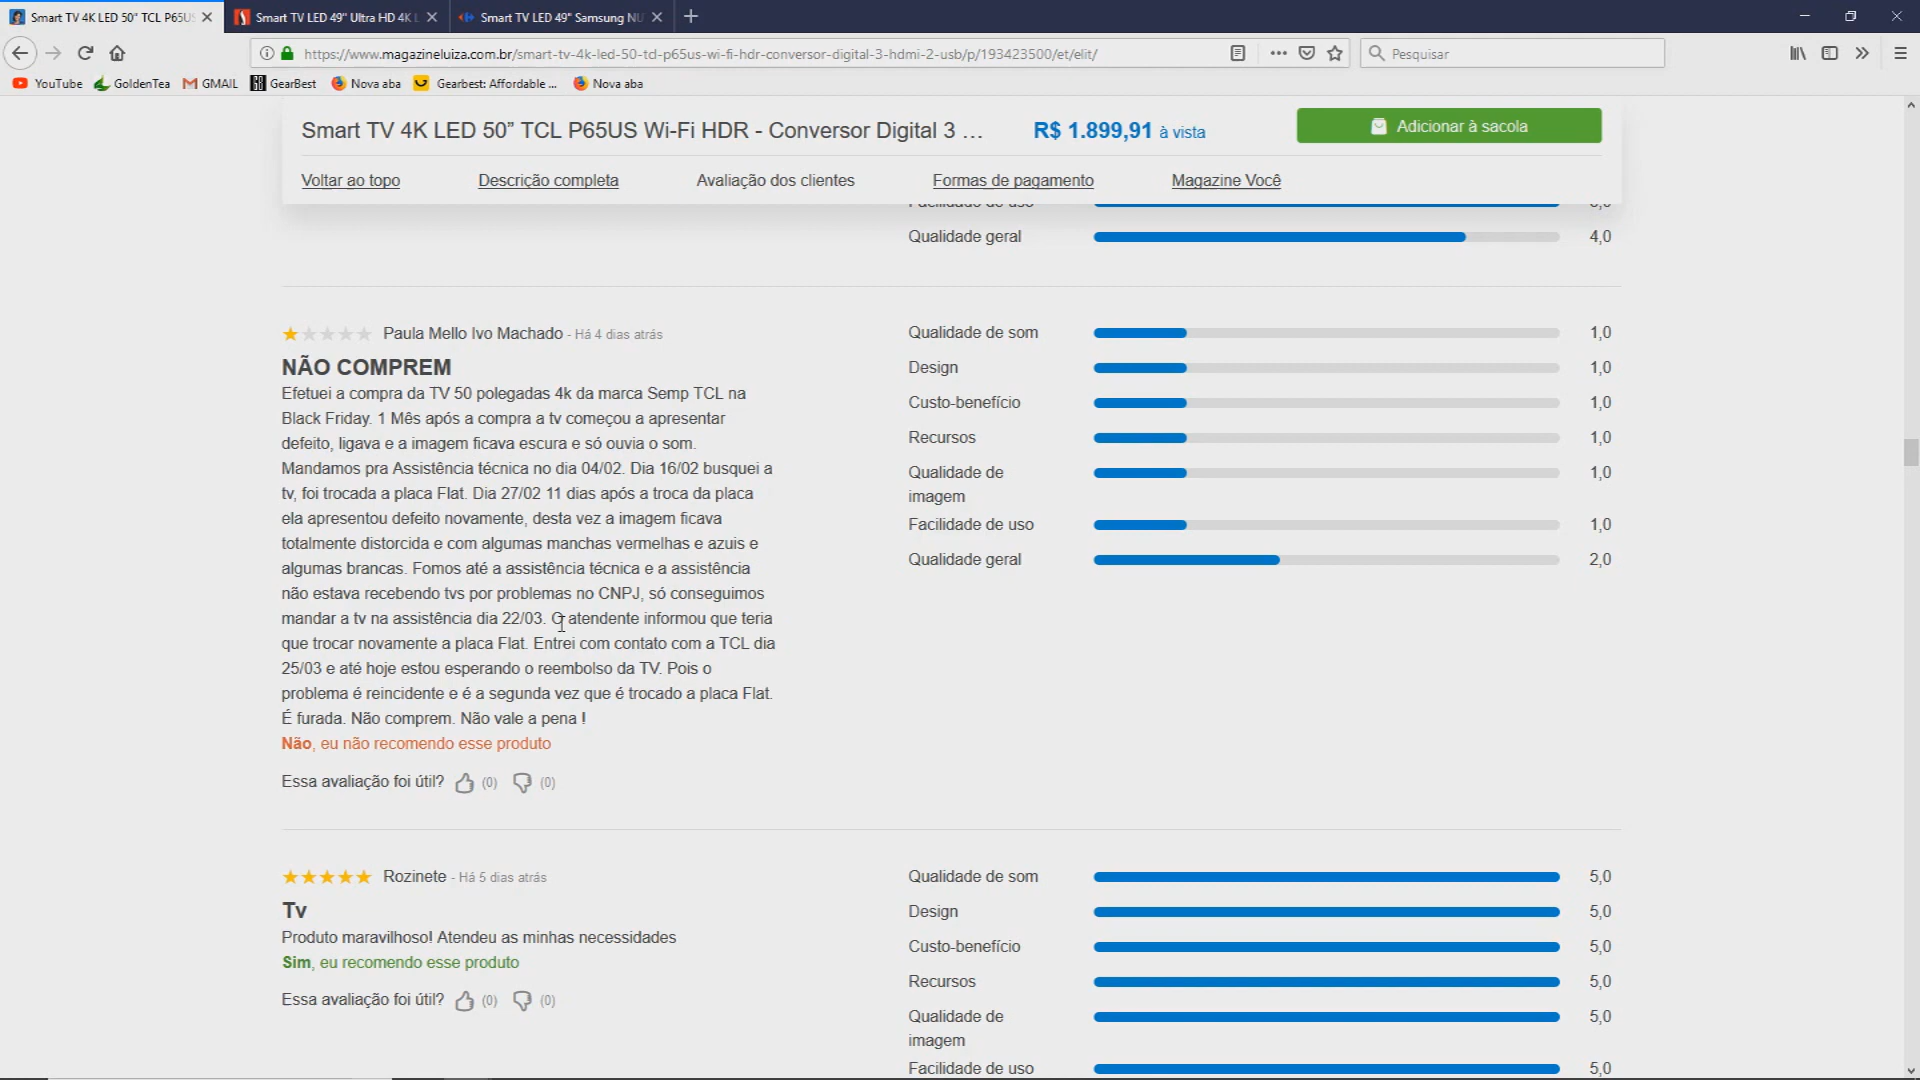 Smart TV 4K LED 50" TCL P65US
Smart TV LED 49" Ultra HD 4K L
Smart TV LED 49" Samsung NU
https://www.magazineluiza.com.br/smart-tv-4k-led-50-tcl-p65us-wi-fi-hdr-conversor-digital-3-hdmi-2-usb/p/193423500/et/elit/
Pesquisar
YouTube GoldenTea GMAIL GearBest Nova aba Gearbest: Affordable ... Nova aba
Smart TV 4K LED 50” TCL P65US Wi-Fi HDR - Conversor Digital 3 ... R$ 1.899,91 à vista Adicionar à sacola
Voltar ao topo Descrição completa Avaliação dos clientes Formas de pagamento Magazine Você
Facilidade de uso 5,0
Qualidade geral 4,0
Paula Mello Ivo Machado - Há 4 dias atrás
NÃO COMPREM
Efetuei a compra da TV 50 polegadas 4k da marca Semp TCL na
Black Friday. 1 Mês após a compra a tv começou a apresentar
defeito, ligava e a imagem ficava escura e só ouvia o som.
Mandamos pra Assistência técnica no dia 04/02. Dia 16/02 busquei a
tv, foi trocada a placa Flat. Dia 27/02 11 dias após a troca da placa
ela apresentou defeito novamente, desta vez a imagem ficava
totalmente distorcida e com algumas manchas vermelhas e azuis e
algumas brancas. Fomos até a assistência técnica e a assistência
não estava recebendo tvs por problemas no CNPJ, só conseguimos
mandar a tv na assistência dia 22/03. O atendente informou que teria
que trocar novamente a placa Flat. Entrei com contato com a TCL dia
25/03 e até hoje estou esperando o reembolso da TV. Pois o
problema é reincidente e é a segunda vez que é trocado a placa Flat.
É furada. Não comprem. Não vale a pena !
Não, eu não recomendo esse produto
Essa avaliação foi útil? (0) (0)
Qualidade de som 1,0
Design 1,0
Custo-benefício 1,0
Recursos 1,0
Qualidade de 1,0
imagem
Facilidade de uso 1,0
Qualidade geral 2,0
Rozinete - Há 5 dias atrás
Tv
Produto maravilhoso! Atendeu as minhas necessidades
Sim, eu recomendo esse produto
Essa avaliação foi útil? (0) (0)
Qualidade de som 5,0
Design 5,0
Custo-benefício 5,0
Recursos 5,0
Qualidade de 5,0
imagem
Facilidade de uso 5,0